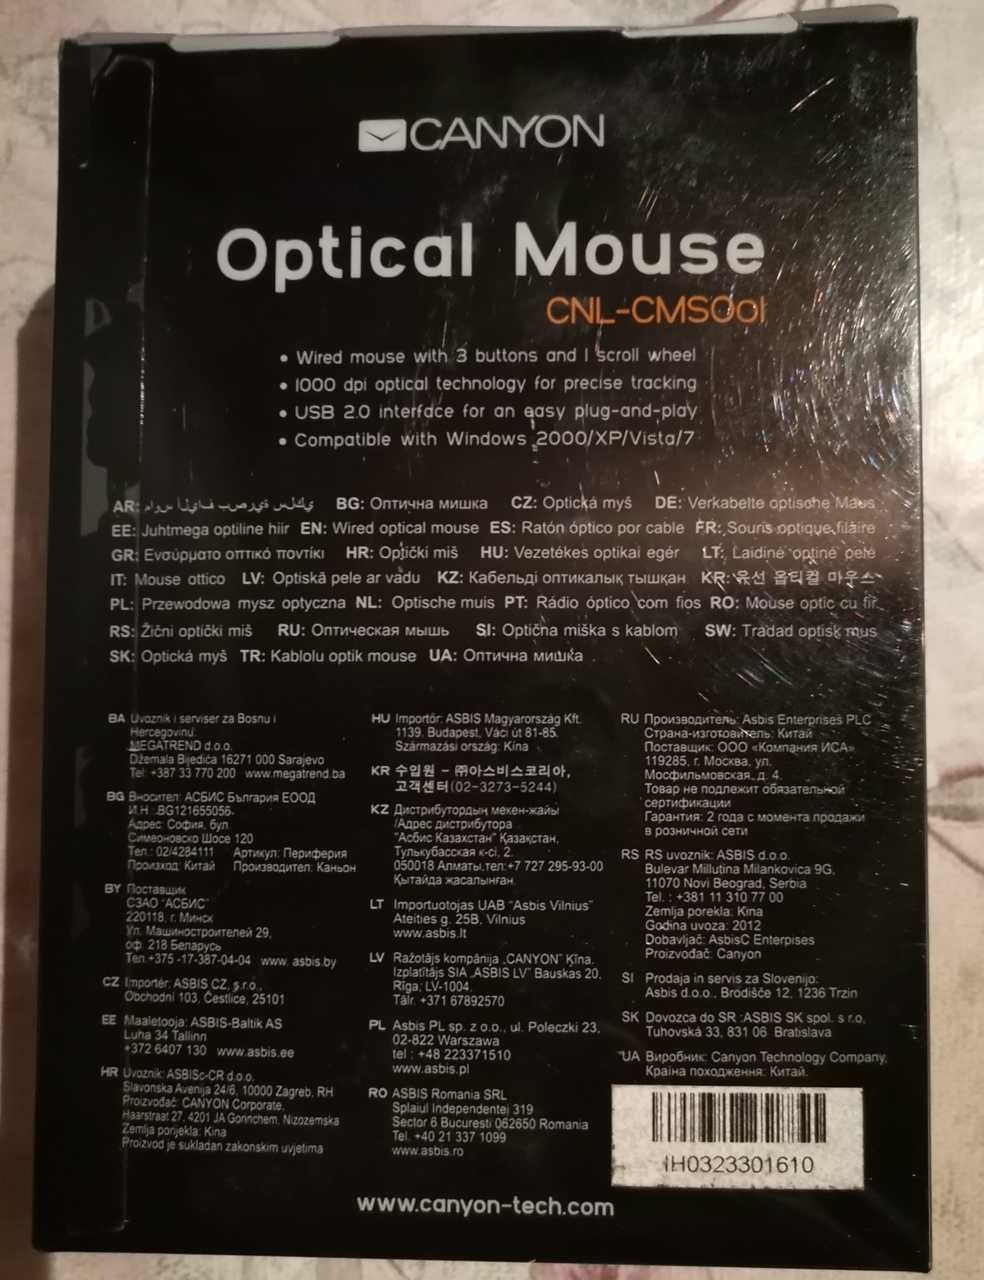 CANYON
Optical Mouse
CNL-CMSO01
• Wired mouse with 3 buttons and 1 scroll wheel
• 1000 dpi optical technology for precise tracking
• USB 2.0 interface for an easy plug-and-play
• Compatible with Windows 2000/XP/Vista/7
AR: ماوس ألياف بصرية سلكي BG: Оптична мишка CZ: Optická myš DE: Verkabelte optische Maus
EE: Juhtmega optiline hiir EN: Wired optical mouse ES: Ratón óptico por cable FR: Souris optique filaire
GR: Ενσύρματο οπτικό ποντίκι HR: Optički miš HU: Vezetékes optikai egér LT: Laidinė optinė pelė
IT: Mouse ottico LV: Optiskā pele ar vadu KZ: Кабельді оптикалық тышқан KR: 유선 옵티컬 마우스
PL: Przewodowa mysz optyczna NL: Optische muis PT: Rádio óptico com fios RO: Mouse optic cu fir
RS: Žični optički miš RU: Оптическая мышь SI: Optična miška s kablom SW: Trådad optisk mus
SK: Optická myš TR: Kablolu optik mouse UA: Оптична мишка
BA Uvoznik i serviser za Bosnu i
Hercegovinu:
MEGATREND d.o.o.
Džemala Bijedića 16271 000 Sarajevo
Tel: +387 33 770 200 www.megatrend.ba
BG Вносител: АСБИС България ЕООД
И.Н.:BG121655056.
Адрес: София, бул.
Симеоновско Шосе 120
Тел.: 02/4284111 Артикул: Периферия
Произход: Китай Производител: Каньон
BY Поставщик
СЗАО "АСБИС"
220118, г. Минск
Ул. Машиностроителей 29,
оф. 218 Беларусь
Тел.+375 -17-387-04-04 www. asbis.by
CZ Importér: ASBIS CZ, s.r.o.,
Obchodní 103, Čestlice, 25101
EE Maaletooja: ASBIS-Baltik AS
Luha 34 Tallinn
+372 6407 130 www.asbis.ee
HR Uvoznik: ASBISc-CR d.o.o.
Slavonska Avenija 24/6, 10000 Zagreb, RH
Proizvođač: CANYON Corporate,
Haarstraat 27, 4201 JA Gorinchem, Nizozemska
Zemlja porijekla: Kina
Proizvod je sukladan zakonskim uvjetima
HU Importőr: ASBIS Magyarország Kft.
1139. Budapest, Váci út 81-85.
Származási ország: Kína
KR 수입원 - ㈜아스비스코리아,
고객센터(02-3273-5244)
KZ Дистрибутордың мекен-жайы
/Адрес дистрибутора
"Асбис Казахстан" Қазақстан,
Тулькубасская к-сі, 2.
050018 Алматы.тел:+7 727 295-93-00
Қытайда жасалынған.
LT Importuotojas UAB "Asbis Vilnius"
Ateities g. 25B, Vilnius
www.asbis.lt
LV Ražotājs kompānija „CANYON" Ķīna.
Izplatītājs SIA „ASBIS LV" Bauskas 20,
Rīga, LV-1004.
Tālr. +371 67892570
PL Asbis PL sp. z o.o., ul. Poleczki 23,
02-822 Warszawa
tel : +48 223371510
www.asbis.pl
RO ASBIS Romania SRL
Splaiul Independentei 319
Sector 6 Bucuresti 062650 Romania
Tel. +40 21 337 1099
www.asbis.ro
RU Производитель: Asbis Enterprises PLC
Страна-изготовитель: Китай
Поставщик: ООО «Компания ИСА»
119285, г. Москва, ул.
Мосфильмовская, д. 4.
Товар не подлежит обязательной
сертификации
Гарантия: 2 года с момента продажи
в розничной сети
RS RS uvoznik: ASBIS d.o.o.
Bulevar Milutina Milankovica 9G,
11070 Novi Beograd, Serbia
Tel. : +381 11 310 77 00
Zemlja porekla: Kina
Godina uvoza: 2012
Dobavljač: AsbisC Enterpises
Proizvođač: Canyon
SI Prodaja in servis za Slovenijo:
Asbis d.o.o., Brodišče 12, 1236 Trzin
SK Dovozca do SR :ASBIS SK spol. s r.o,
Tuhovská 33, 831 06 Bratislava
UA Виробник: Canyon Technology Company,
Країна походження: Китай.
IH0323301610
www.canyon-tech.com